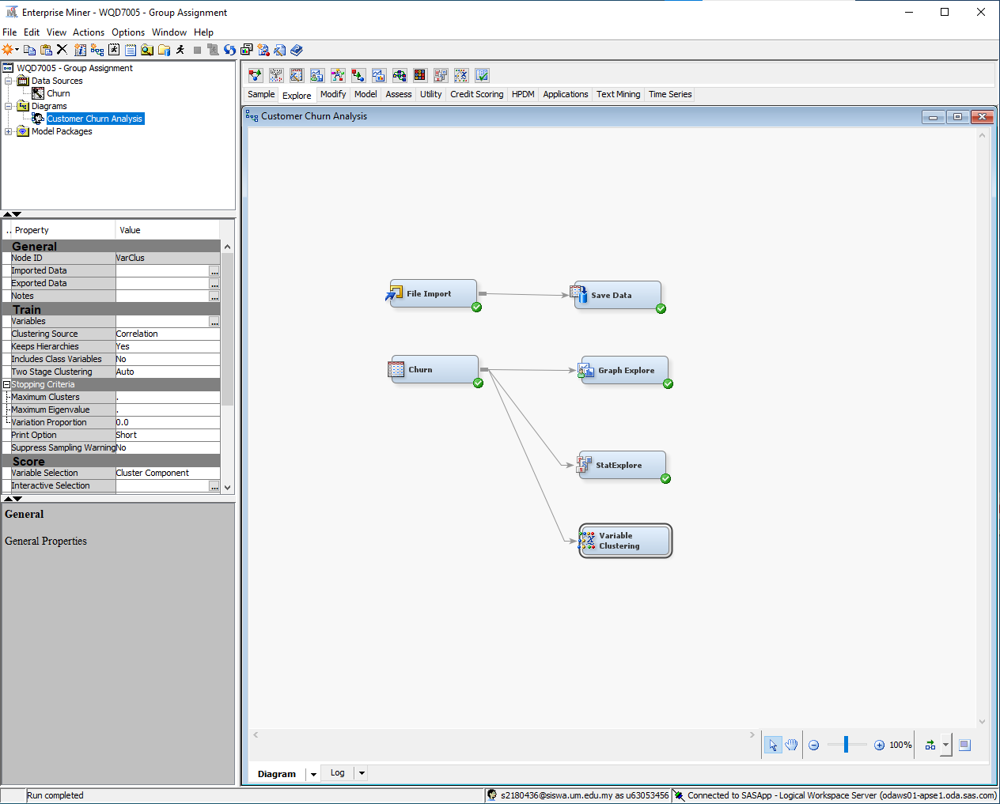 Enterprise Miner - WQD7005 - Group Assignment
File Edit View Actions Options Window Help
WQD7005 - Group Assignment
Data Sources
Churn
Diagrams
Customer Churn Analysis
Model Packages
.. Property Value
General
Node ID VarClus
Imported Data ...
Exported Data ...
Notes ...
Train
Variables ...
Clustering Source Correlation
Keeps Hierarchies Yes
Includes Class Variables No
Two Stage Clustering Auto
Stopping Criteria
Maximum Clusters .
Maximum Eigenvalue .
Variation Proportion 0.0
Print Option Short
Suppress Sampling Warning No
Score
Variable Selection Cluster Component
Interactive Selection ...
General
General Properties
Sample Explore Modify Model Assess Utility Credit Scoring HPDM Applications Text Mining Time Series
Customer Churn Analysis
File Import
Save Data
Churn
Graph Explore
StatExplore
Variable
Clustering
100%
Diagram Log
Run completed
s2180436@siswa.um.edu.my as u63053456
Connected to SASApp - Logical Workspace Server (odaws01-apse1.oda.sas.com)